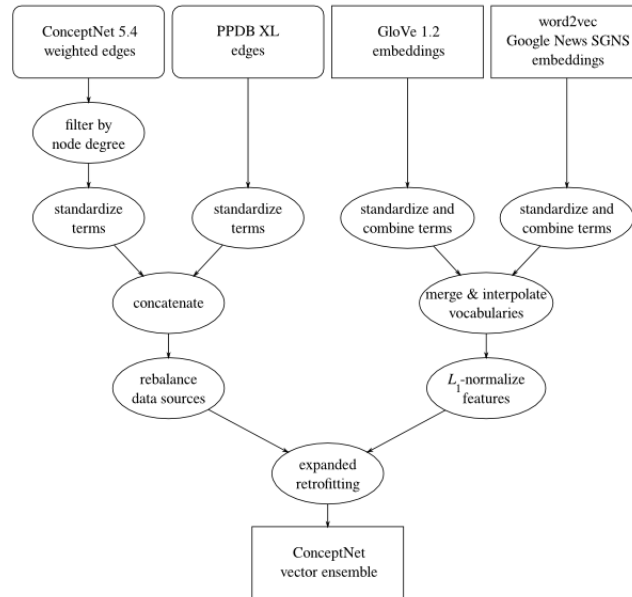 ConceptNet 5.4
weighted edges
PPDB XL
edges
GloVe 1.2
embeddings
word2vec
Google News SGNS
embeddings
filter by
node degree
standardize
terms
standardize
terms
standardize and
combine terms
standardize and
combine terms
concatenate
merge & interpolate
vocabularies
rebalance
data sources
L1-normalize
features
expanded
retrofitting
ConceptNet
vector ensemble